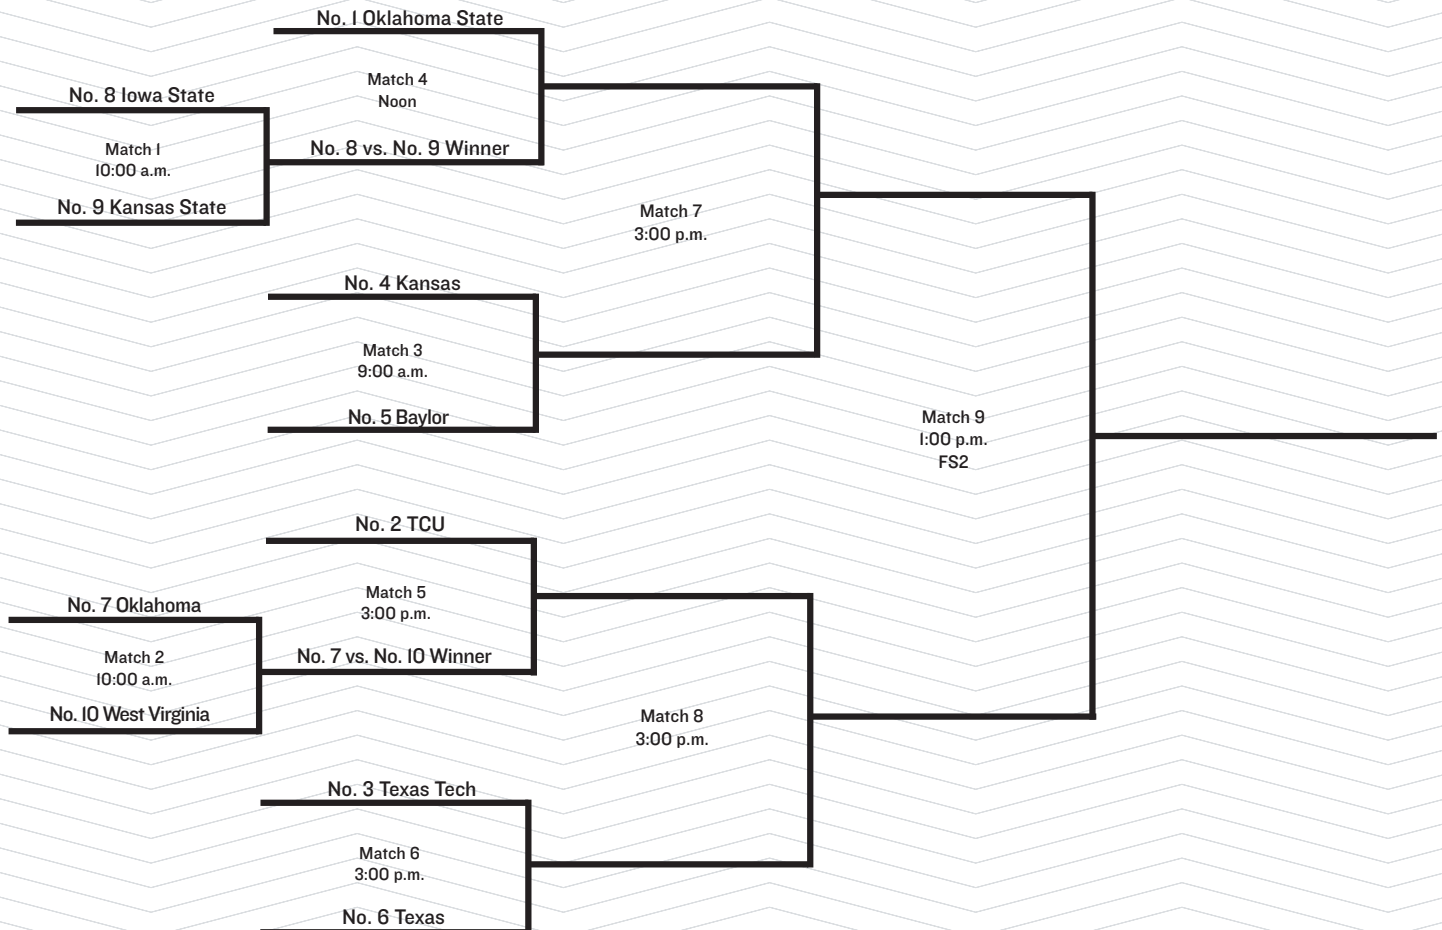 No. 1 Oklahoma State
Match 4
Noon
No. 8 Iowa State
Match 1
10:00 a.m.
No. 8 vs. No. 9 Winner
No. 9 Kansas State
Match 7
3:00 p.m.
No. 4 Kansas
Match 3
9:00 a.m.
No. 5 Baylor
Match 9
1:00 p.m.
FS2
No. 2 TCU
Match 5
3:00 p.m.
No. 7 Oklahoma
Match 2
10:00 a.m.
No. 7 vs. No. 10 Winner
No. 10 West Virginia
Match 8
3:00 p.m.
No. 3 Texas Tech
Match 6
3:00 p.m.
No. 6 Texas